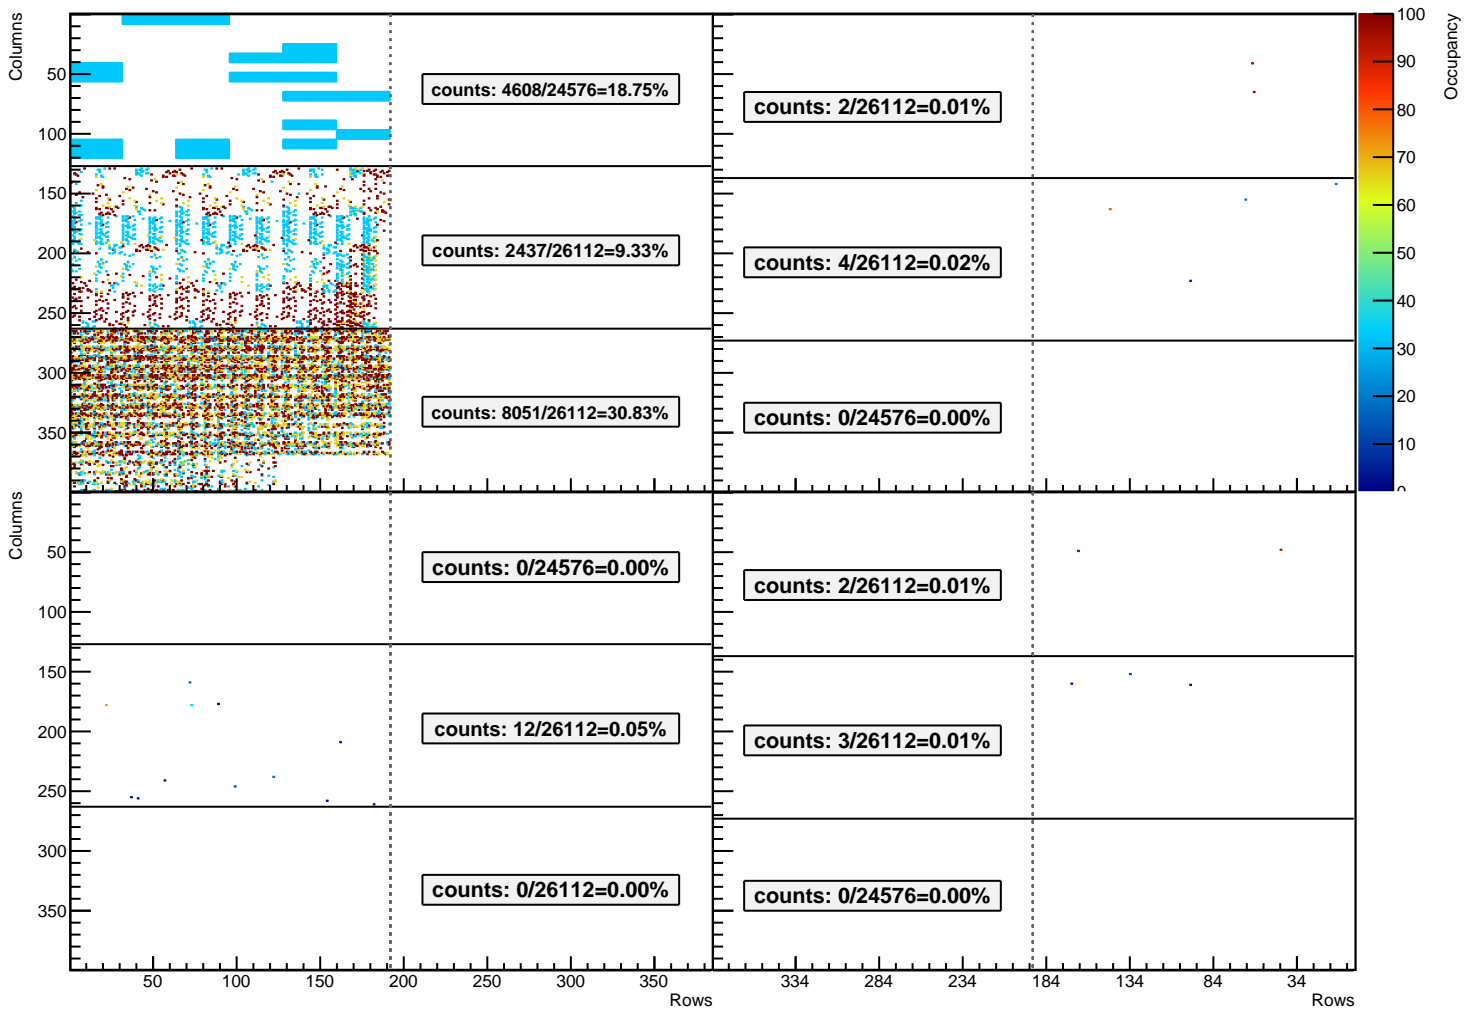 Columns
50
100
150
200
250
300
350
counts: 4608/24576=18.75%
counts: 2437/26112=9.33%
counts: 8051/26112=30.83%
counts: 2/26112=0.01%
counts: 4/26112=0.02%
counts: 0/24576=0.00%
100
90
80
70
60
50
40
30
20
10
0
Occupancy
Columns
50
100
150
200
250
300
350
counts: 0/24576=0.00%
counts: 12/26112=0.05%
counts: 0/26112=0.00%
50 100 150 200 250 300 350
Rows
counts: 2/26112=0.01%
counts: 3/26112=0.01%
counts: 0/24576=0.00%
334 284 234 184 134 84 34
Rows